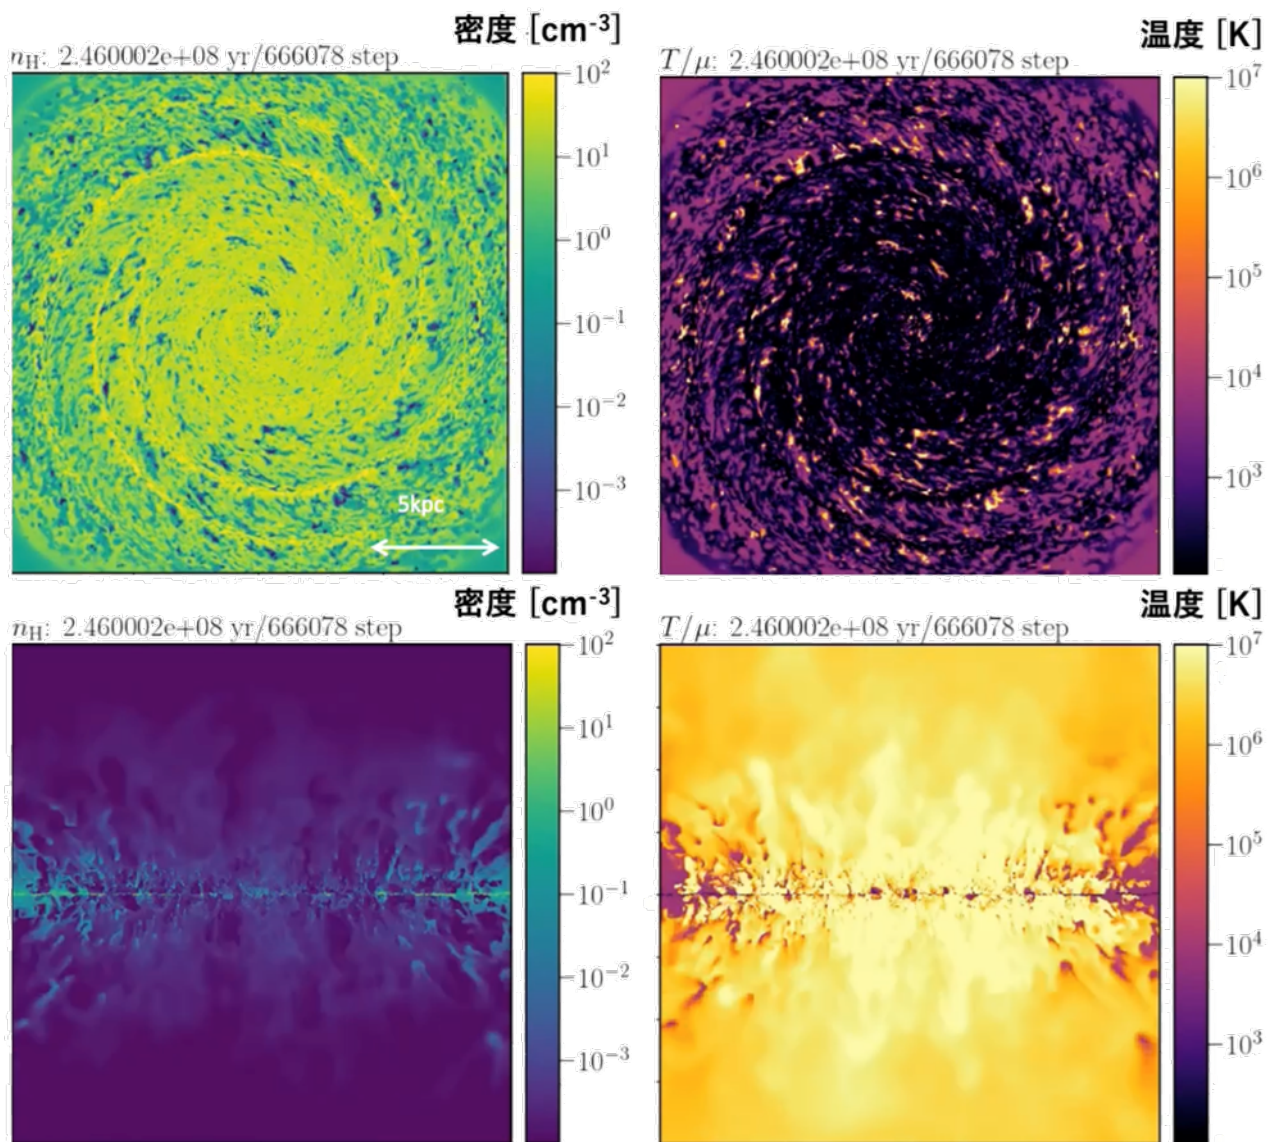 密度 [cm-3]
nH: 2.460002e+08 yr/666078 step
10²
10¹
10⁰
10⁻¹
10⁻²
10⁻³
5kpc
温度 [K]
T/μ: 2.460002e+08 yr/666078 step
10⁷
10⁶
10⁵
10⁴
10³
密度 [cm-3]
nH: 2.460002e+08 yr/666078 step
10²
10¹
10⁰
10⁻¹
10⁻²
10⁻³
温度 [K]
T/μ: 2.460002e+08 yr/666078 step
10⁷
10⁶
10⁵
10⁴
10³